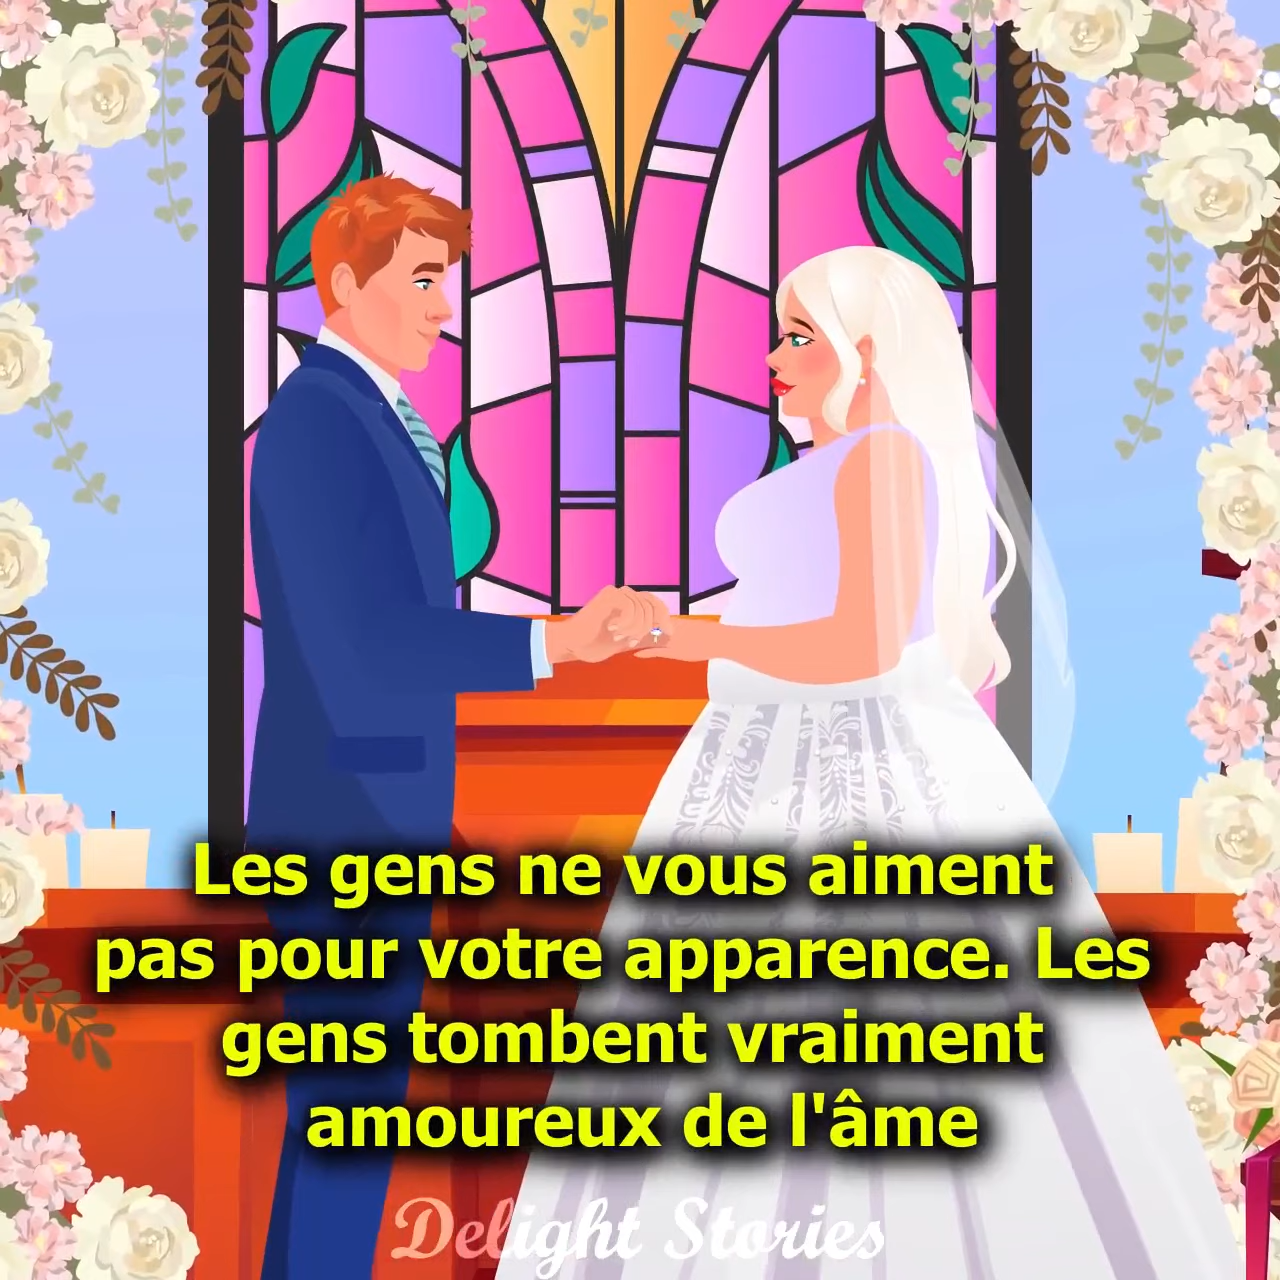 Les gens ne vous aiment
pas pour votre apparence. Les
gens tombent vraiment
amoureux de l'âme
Delight Stories